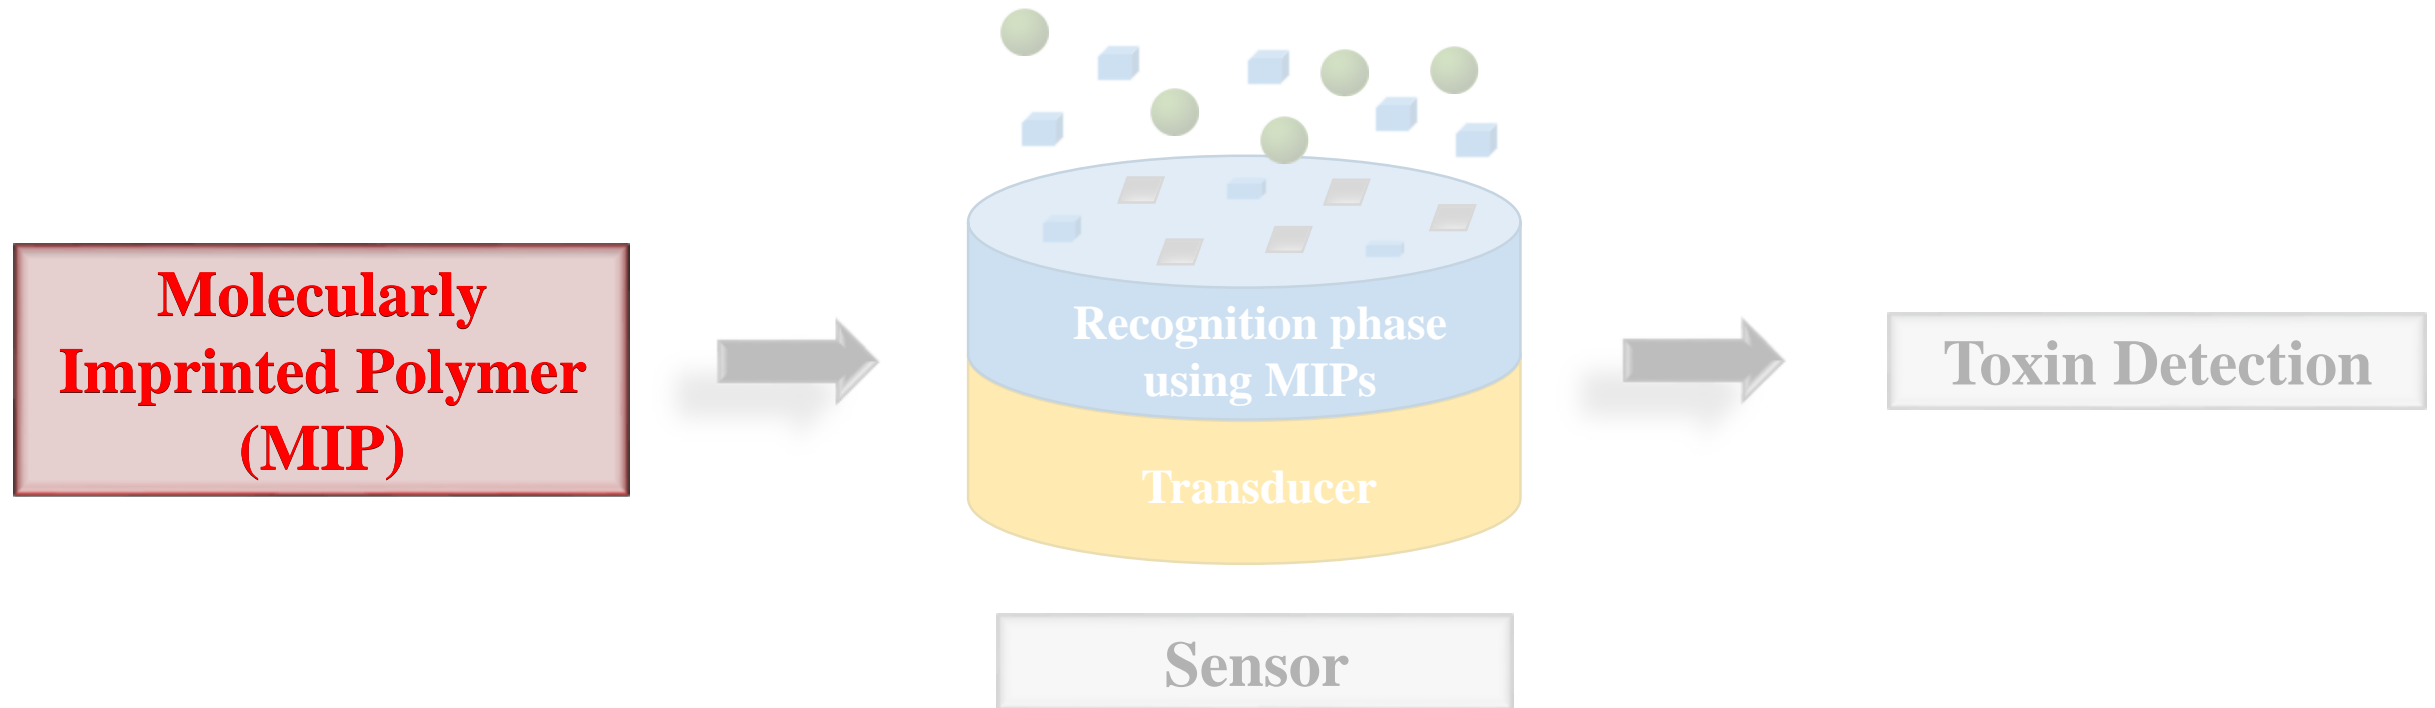 Molecularly
Imprinted Polymer
(MIP)
Recognition phase
using MIPs
Transducer
Toxin Detection
Sensor